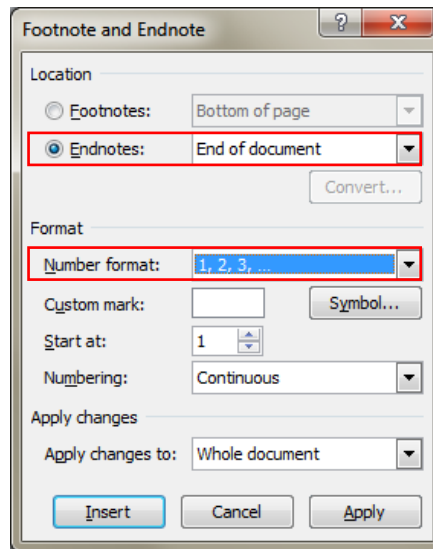 Footnote and Endnote
Location
Footnotes: Bottom of page
Endnotes: End of document
Convert...
Format
Number format: 1, 2, 3, ...
Custom mark: Symbol...
Start at: 1
Numbering: Continuous
Apply changes
Apply changes to: Whole document
Insert Cancel Apply